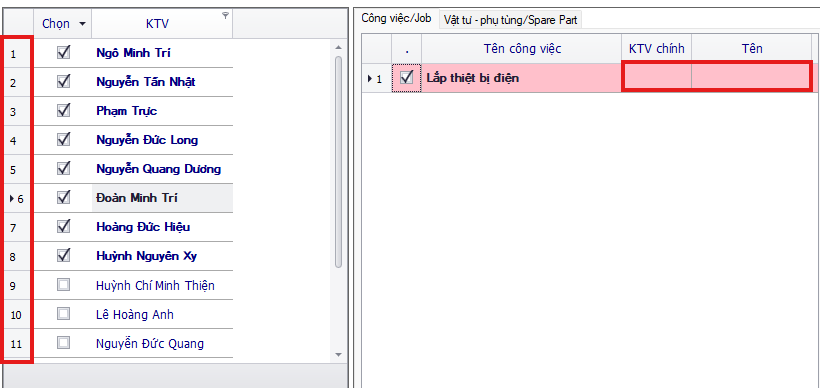 Chọn KTV
1 Ngô Minh Trí
2 Nguyễn Tấn Nhật
3 Phạm Trực
4 Nguyễn Đức Long
5 Nguyễn Quang Dương
6 Đoàn Minh Trí
7 Hoàng Đức Hiệu
8 Huỳnh Nguyên Xy
9 Huỳnh Chí Minh Thiện
10 Lê Hoàng Anh
11 Nguyễn Đức Quang
Công việc/Job Vật tư - phụ tùng/Spare Part
. Tên công việc KTV chính Tên
1 Lắp thiết bị điện